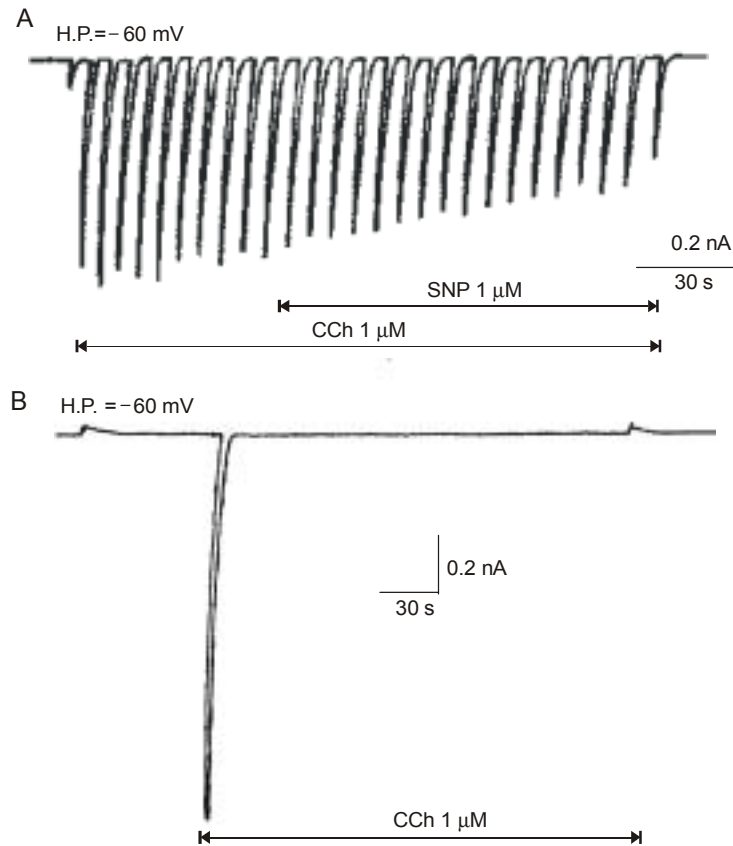 A
H.P.=– 60 mV
0.2 nA
30 s
SNP 1 μM
CCh 1 μM
B
H.P. = –60 mV
0.2 nA
30 s
CCh 1 μM